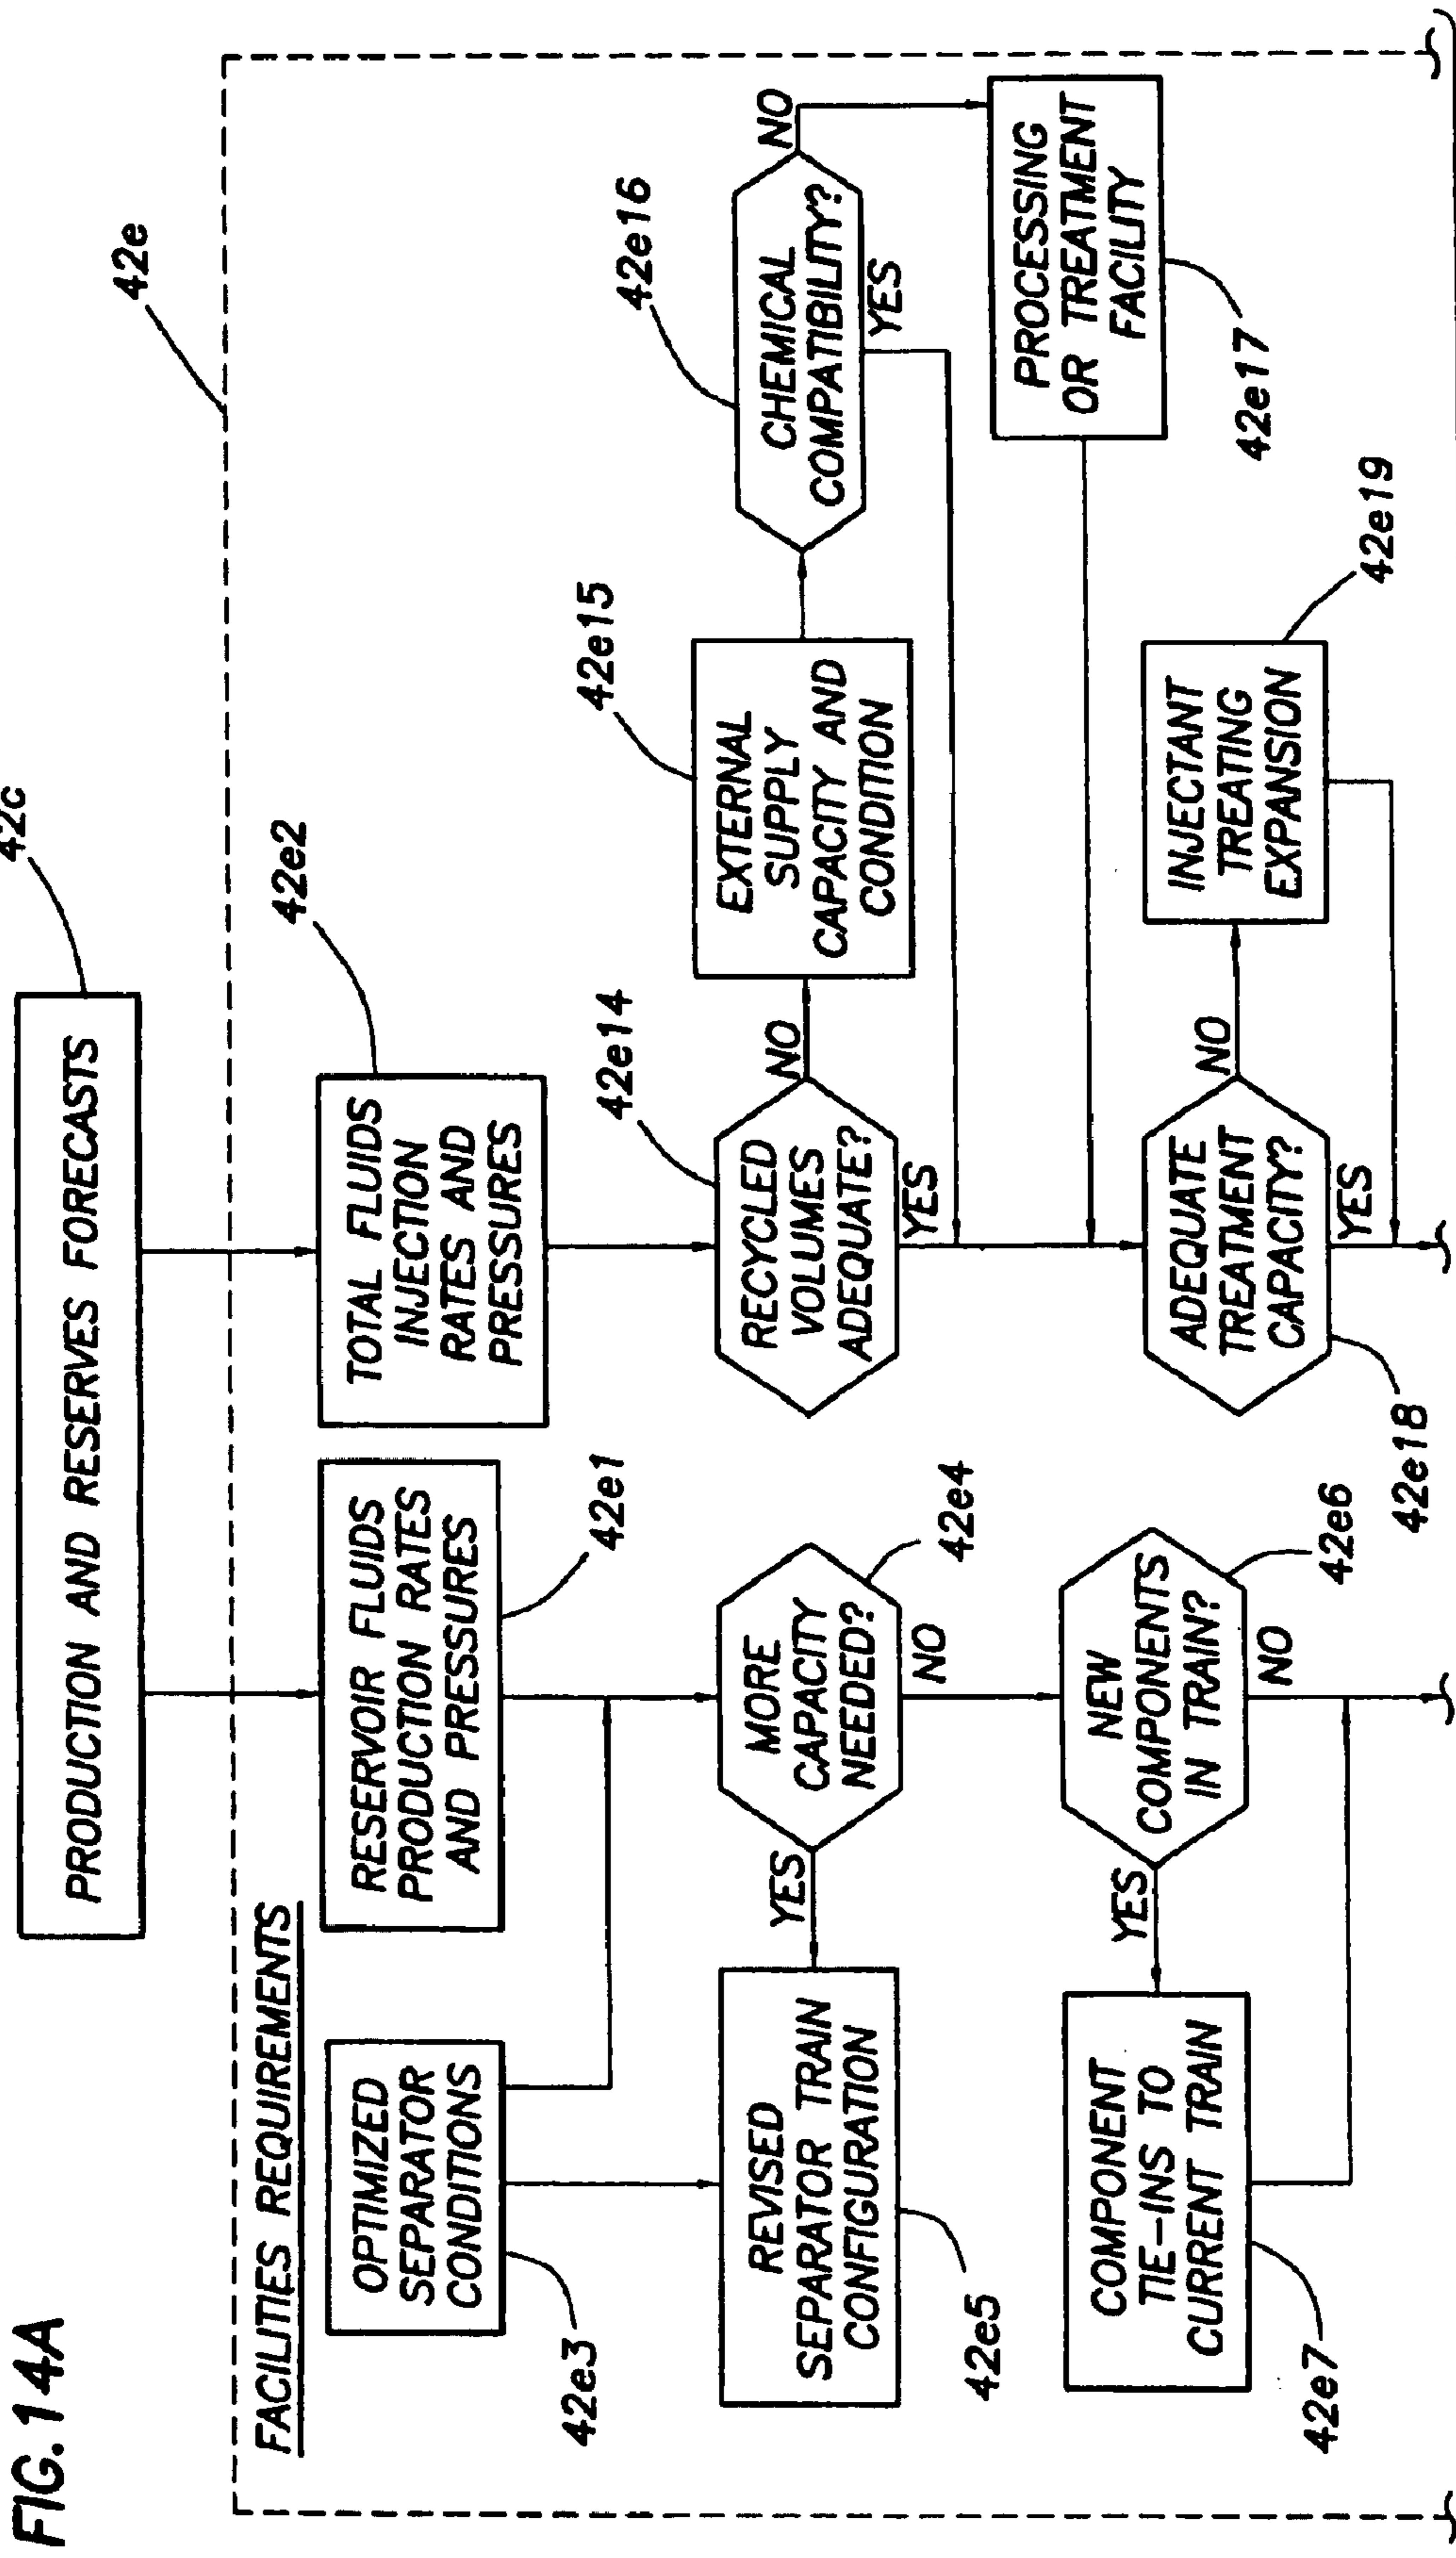 FIG. 14A
42c
PRODUCTION AND RESERVES FORECASTS
42e
FACILITIES REQUIREMENTS
OPTIMIZED
SEPARATOR
CONDITIONS
42e3
RESERVOIR FLUIDS
PRODUCTION RATES
AND PRESSURES
42e1
TOTAL FLUIDS
INJECTION
RATES AND
PRESSURES
42e2
REVISED
SEPARATOR TRAIN
CONFIGURATION
42e5
YES
MORE
CAPACITY
NEEDED?
42e4
NO
RECYCLED
VOLUMES
ADEQUATE?
42e14
NO
YES
EXTERNAL
SUPPLY
CAPACITY AND
CONDITION
42e15
CHEMICAL
COMPATIBILITY?
42e16
NO
YES
PROCESSING
OR TREATMENT
FACILITY
42e17
COMPONENT
TIE-INS TO
CURRENT TRAIN
42e7
YES
NEW
COMPONENTS
IN TRAIN?
42e6
NO
ADEQUATE
TREATMENT
CAPACITY?
42e18
NO
YES
INJECTANT
TREATING
EXPANSION
42e19